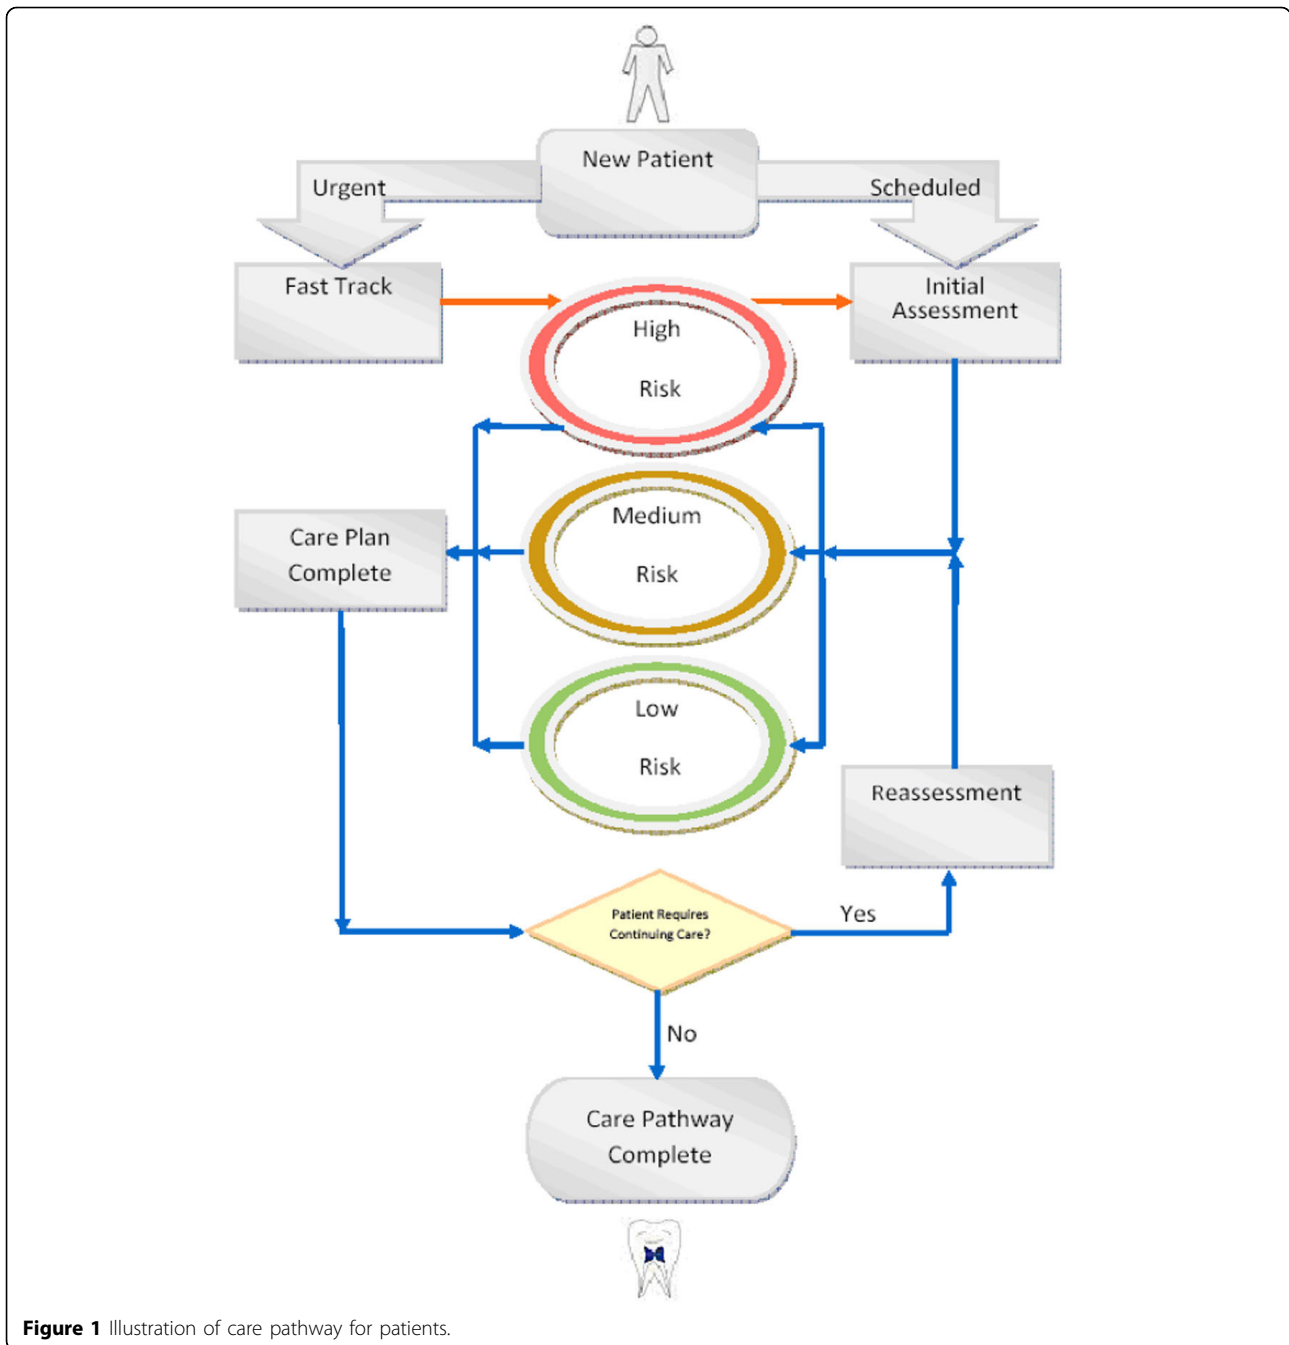 New Patient
Urgent
Scheduled
Fast Track
Initial
Assessment
High
Risk
Medium
Risk
Care Plan
Complete
Low
Risk
Reassessment
Patient Requires
Continuing Care?
Yes
No
Care Pathway
Complete
Figure 1 Illustration of care pathway for patients.